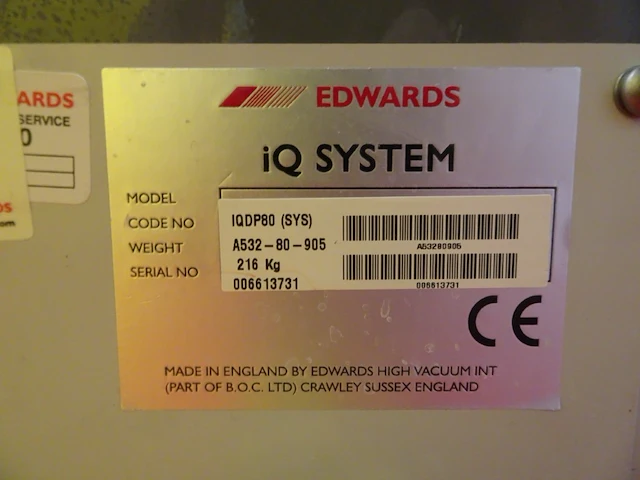 EDWARDS
iQ SYSTEM
MODEL IQDP80 (SYS)
CODE NO A532-80-905
WEIGHT 216 Kg
SERIAL NO 006613731
A53280905
006613731
CE
MADE IN ENGLAND BY EDWARDS HIGH VACUUM INT
(PART OF B.O.C. LTD) CRAWLEY SUSSEX ENGLAND
ARDS
SERVICE
0
ds
com